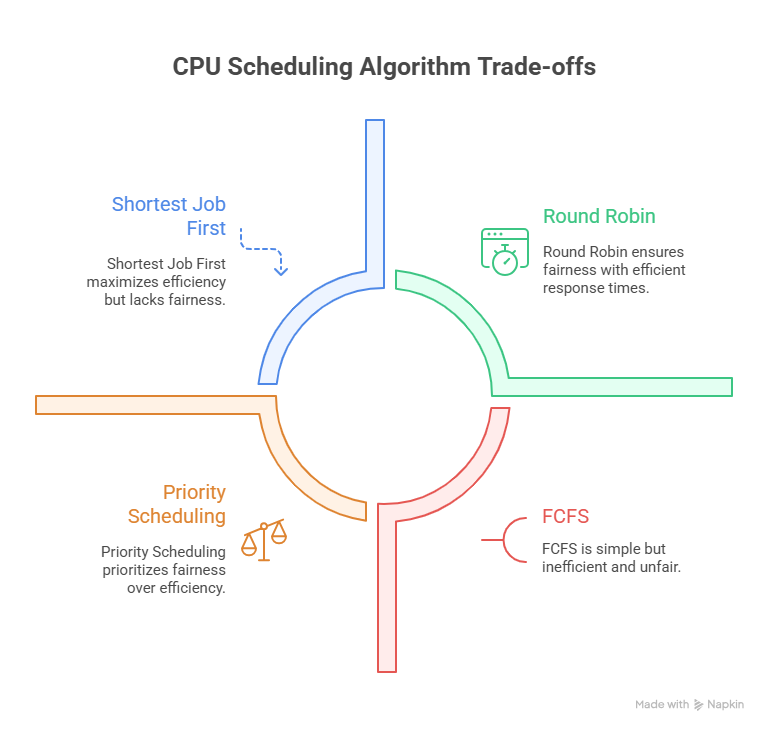 CPU Scheduling Algorithm Trade-offs
Shortest Job
First
Shortest Job First
maximizes efficiency
but lacks fairness.
Round Robin
Round Robin ensures
fairness with efficient
response times.
Priority
Scheduling
Priority Scheduling
prioritizes fairness
over efficiency.
FCFS
FCFS is simple but
inefficient and unfair.
Made with Napkin